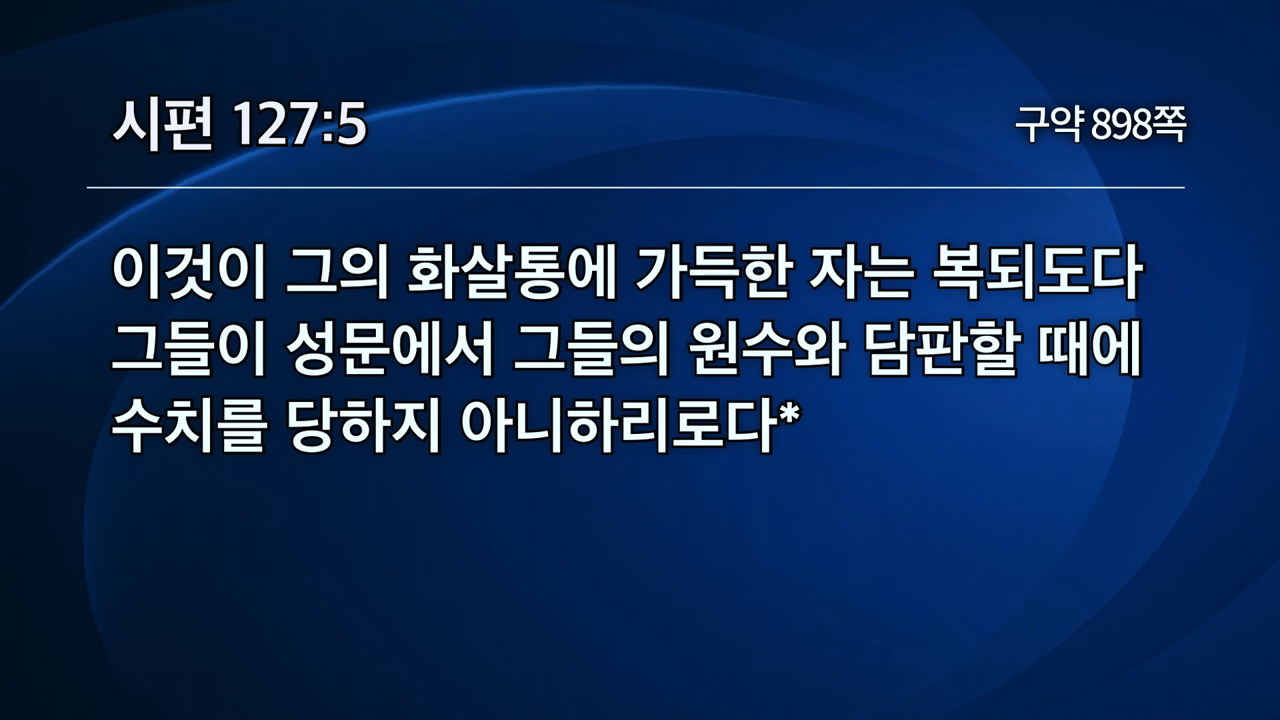 시편 127:5
구약 898쪽
이것이 그의 화살통에 가득한 자는 복되도다
그들이 성문에서 그들의 원수와 담판할 때에
수치를 당하지 아니하리로다*